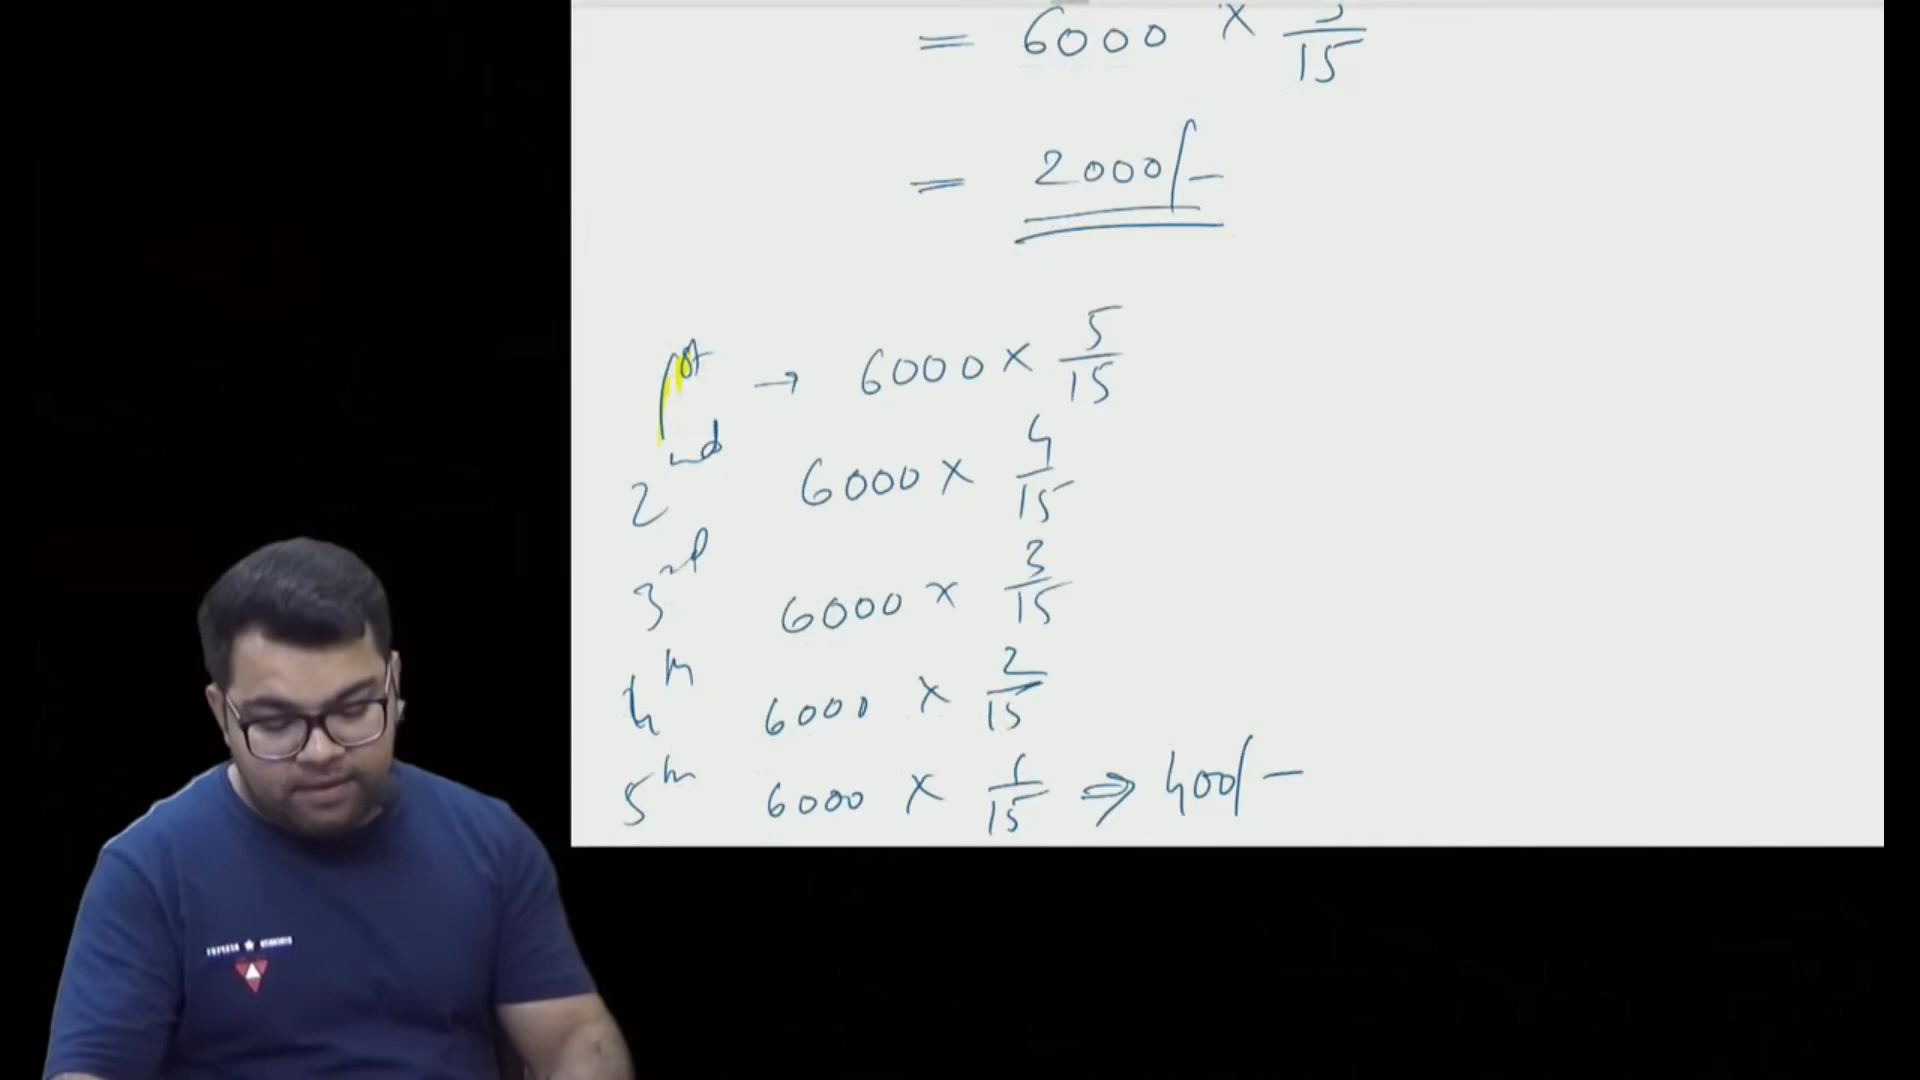 = 6000 × 5/15
= 2000/-
1st → 6000 × 5/15
2nd 6000 × 4/15
3rd 6000 × 3/15
4th 6000 × 2/15
5th 6000 × 1/15 ⇒ 400/-